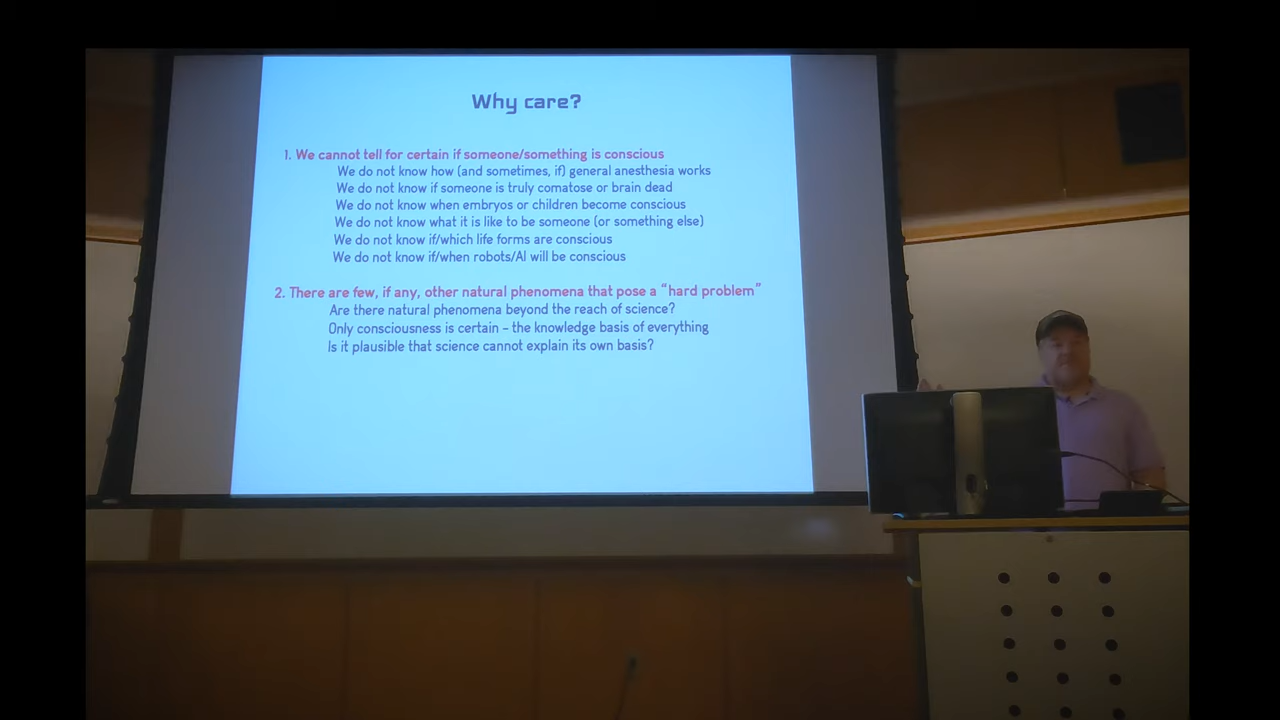 Why care?
1. We cannot tell for certain if someone/something is conscious
We do not know how (and sometimes, if) general anesthesia works
We do not know if someone is truly comatose or brain dead
We do not know when embryos or children become conscious
We do not know what it is like to be someone (or something else)
We do not know if/which life forms are conscious
We do not know if/when robots/AI will be conscious
2. There are few, if any, other natural phenomena that pose a “hard problem”
Are there natural phenomena beyond the reach of science?
Only consciousness is certain – the knowledge basis of everything
Is it plausible that science cannot explain its own basis?